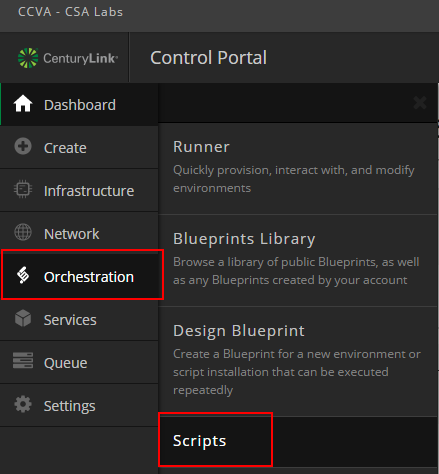 CCVA - CSA Labs
CenturyLink®
Control Portal
Dashboard
Create
Infrastructure
Network
Orchestration
Services
Queue
Settings
Runner
Quickly provision, interact with, and modify
environments
Blueprints Library
Browse a library of public Blueprints, as well
as any Blueprints created by your account
Design Blueprint
Create a Blueprint for a new environment or
script installation that can be executed
repeatedly
Scripts